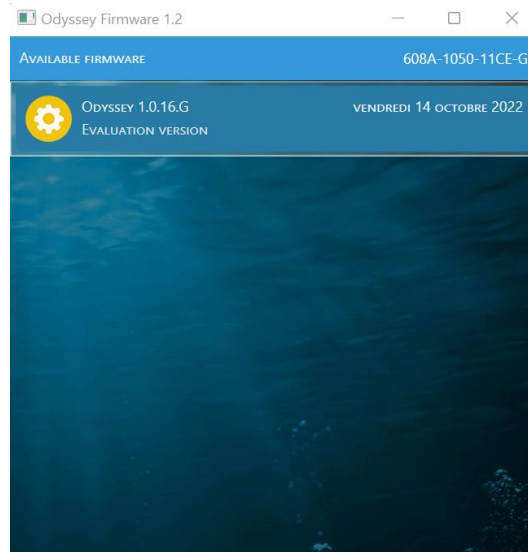 Odyssey Firmware 1.2
Available firmware 608A-1050-11CE-G
Odyssey 1.0.16.G vendredi 14 octobre 2022
Evaluation version